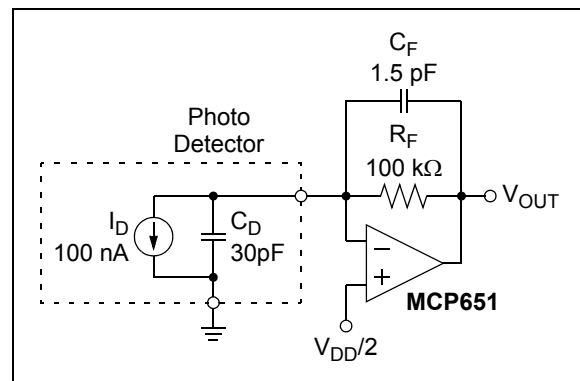 C_F
1.5 pF
Photo
Detector
R_F
100 kΩ
I_D
100 nA
C_D
30pF
V_OUT
−
+
MCP651
V_DD/2